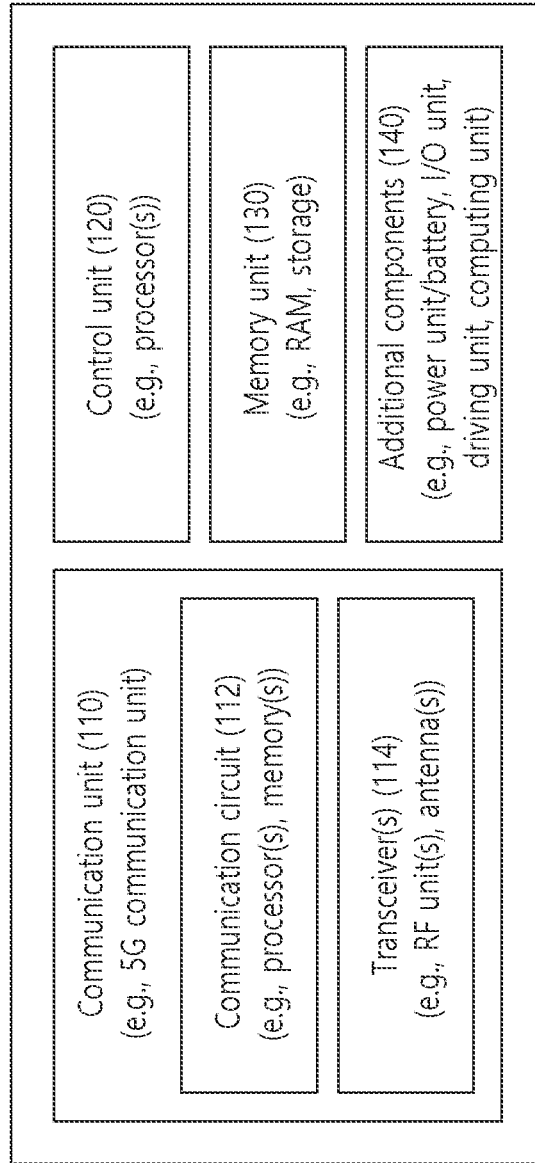 Communication unit (110)
(e.g., 5G communication unit)
Communication circuit (112)
(e.g., processor(s), memory(s))
Transceiver(s) (114)
(e.g., RF unit(s), antenna(s))
Control unit (120)
(e.g., processor(s))
Memory unit (130)
(e.g., RAM, storage)
Additional components (140)
(e.g., power unit/battery, I/O unit,
driving unit, computing unit)